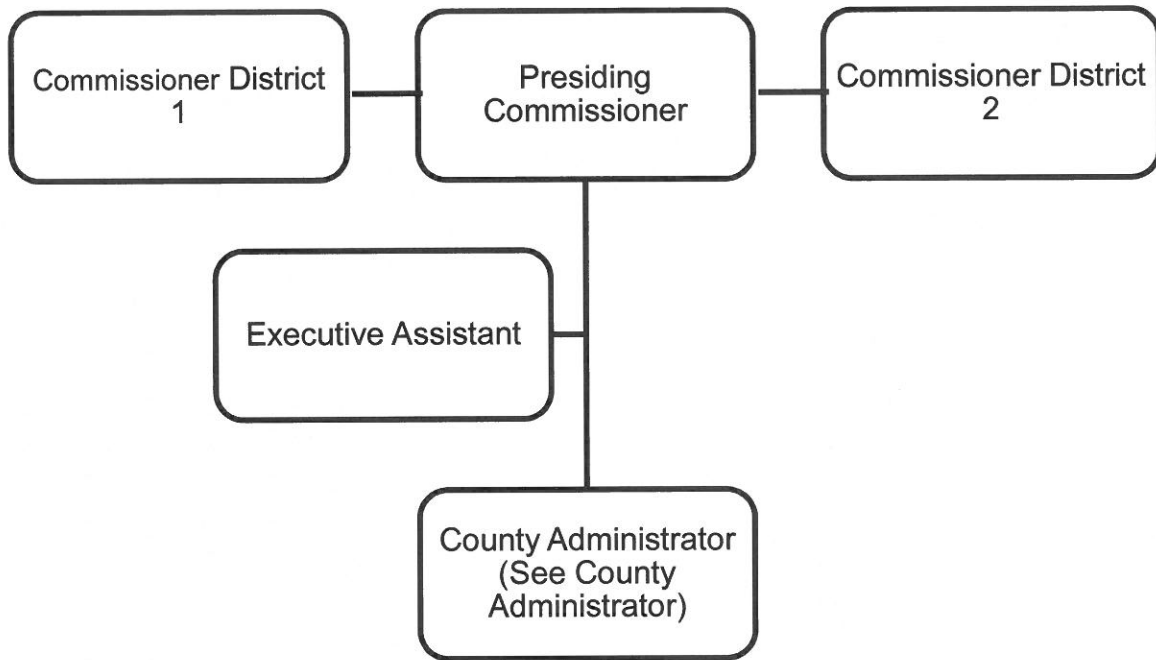 Commissioner District
1
Presiding
Commissioner
Commissioner District
2
Executive Assistant
County Administrator
(See County
Administrator)